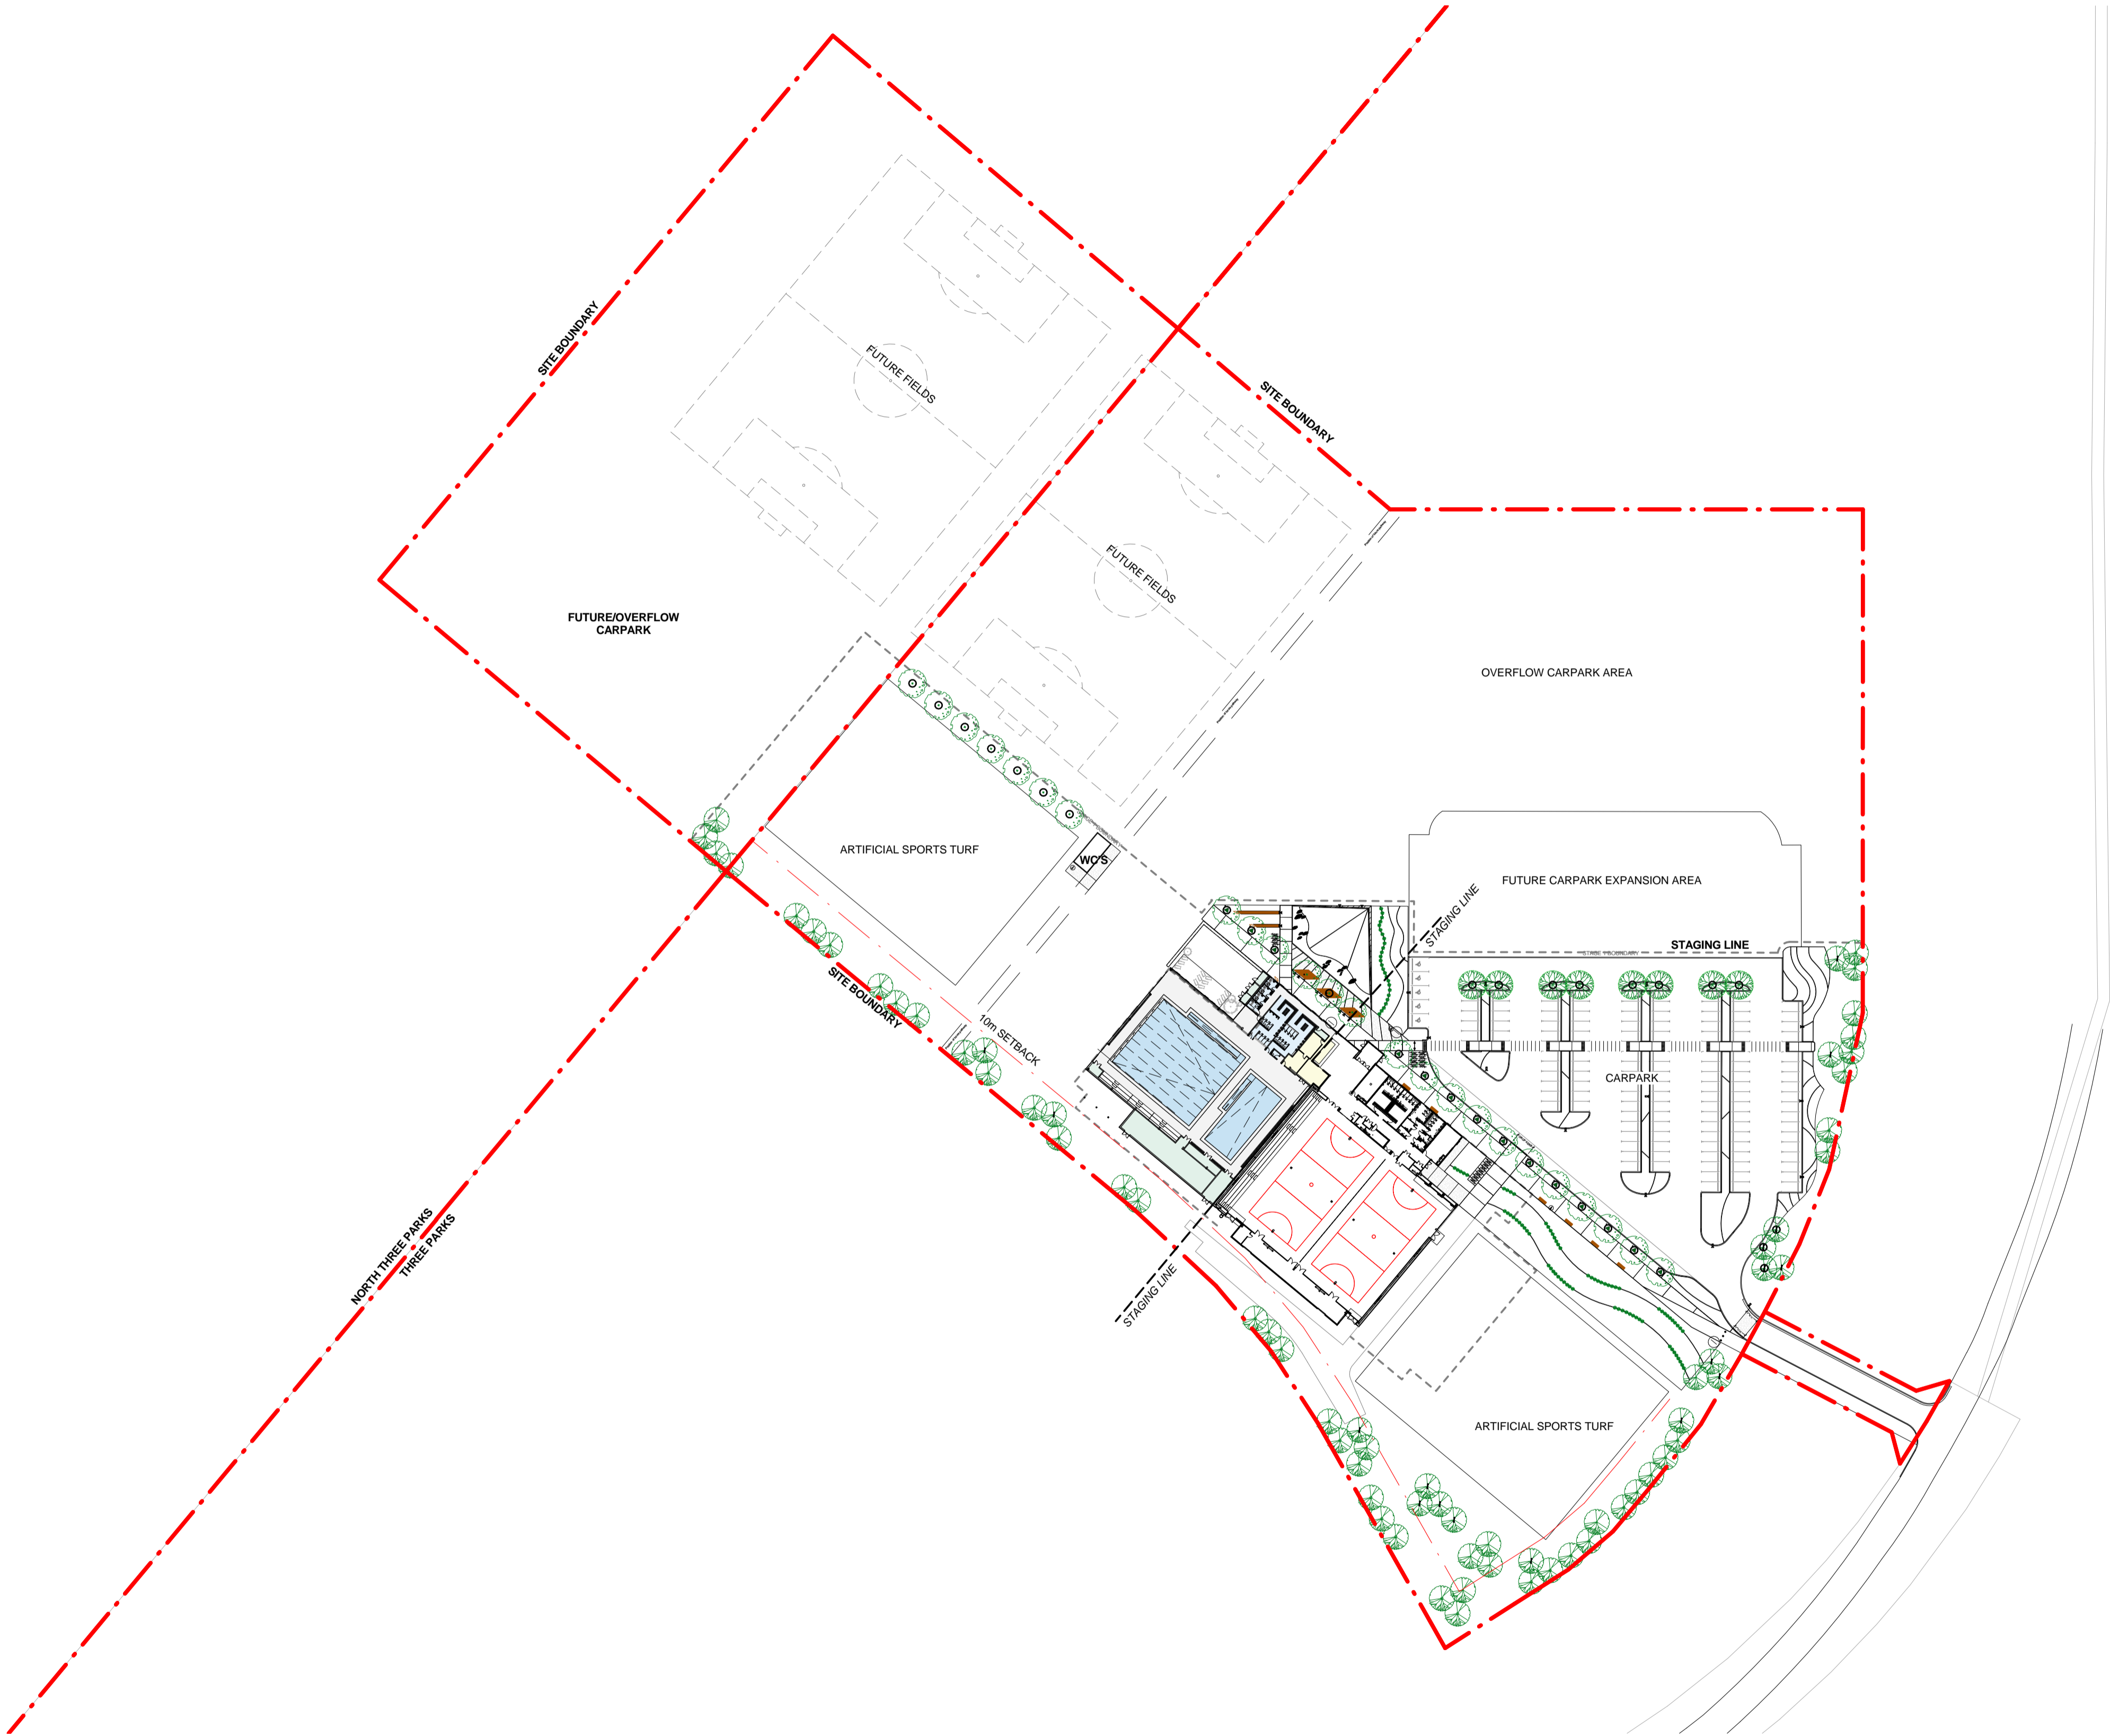 SITE BOUNDARY
FUTURE FIELDS
SITE BOUNDARY
FUTURE FIELDS
FUTURE/OVERFLOW
CARPARK
OVERFLOW CARPARK AREA
ARTIFICIAL SPORTS TURF
WC'S
FUTURE CARPARK EXPANSION AREA
STAGING LINE
STAGING LINE
SITE BOUNDARY
10m SETBACK
CARPARK
NORTH THREE PARKS
THREE PARKS
STAGING LINE
ARTIFICIAL SPORTS TURF